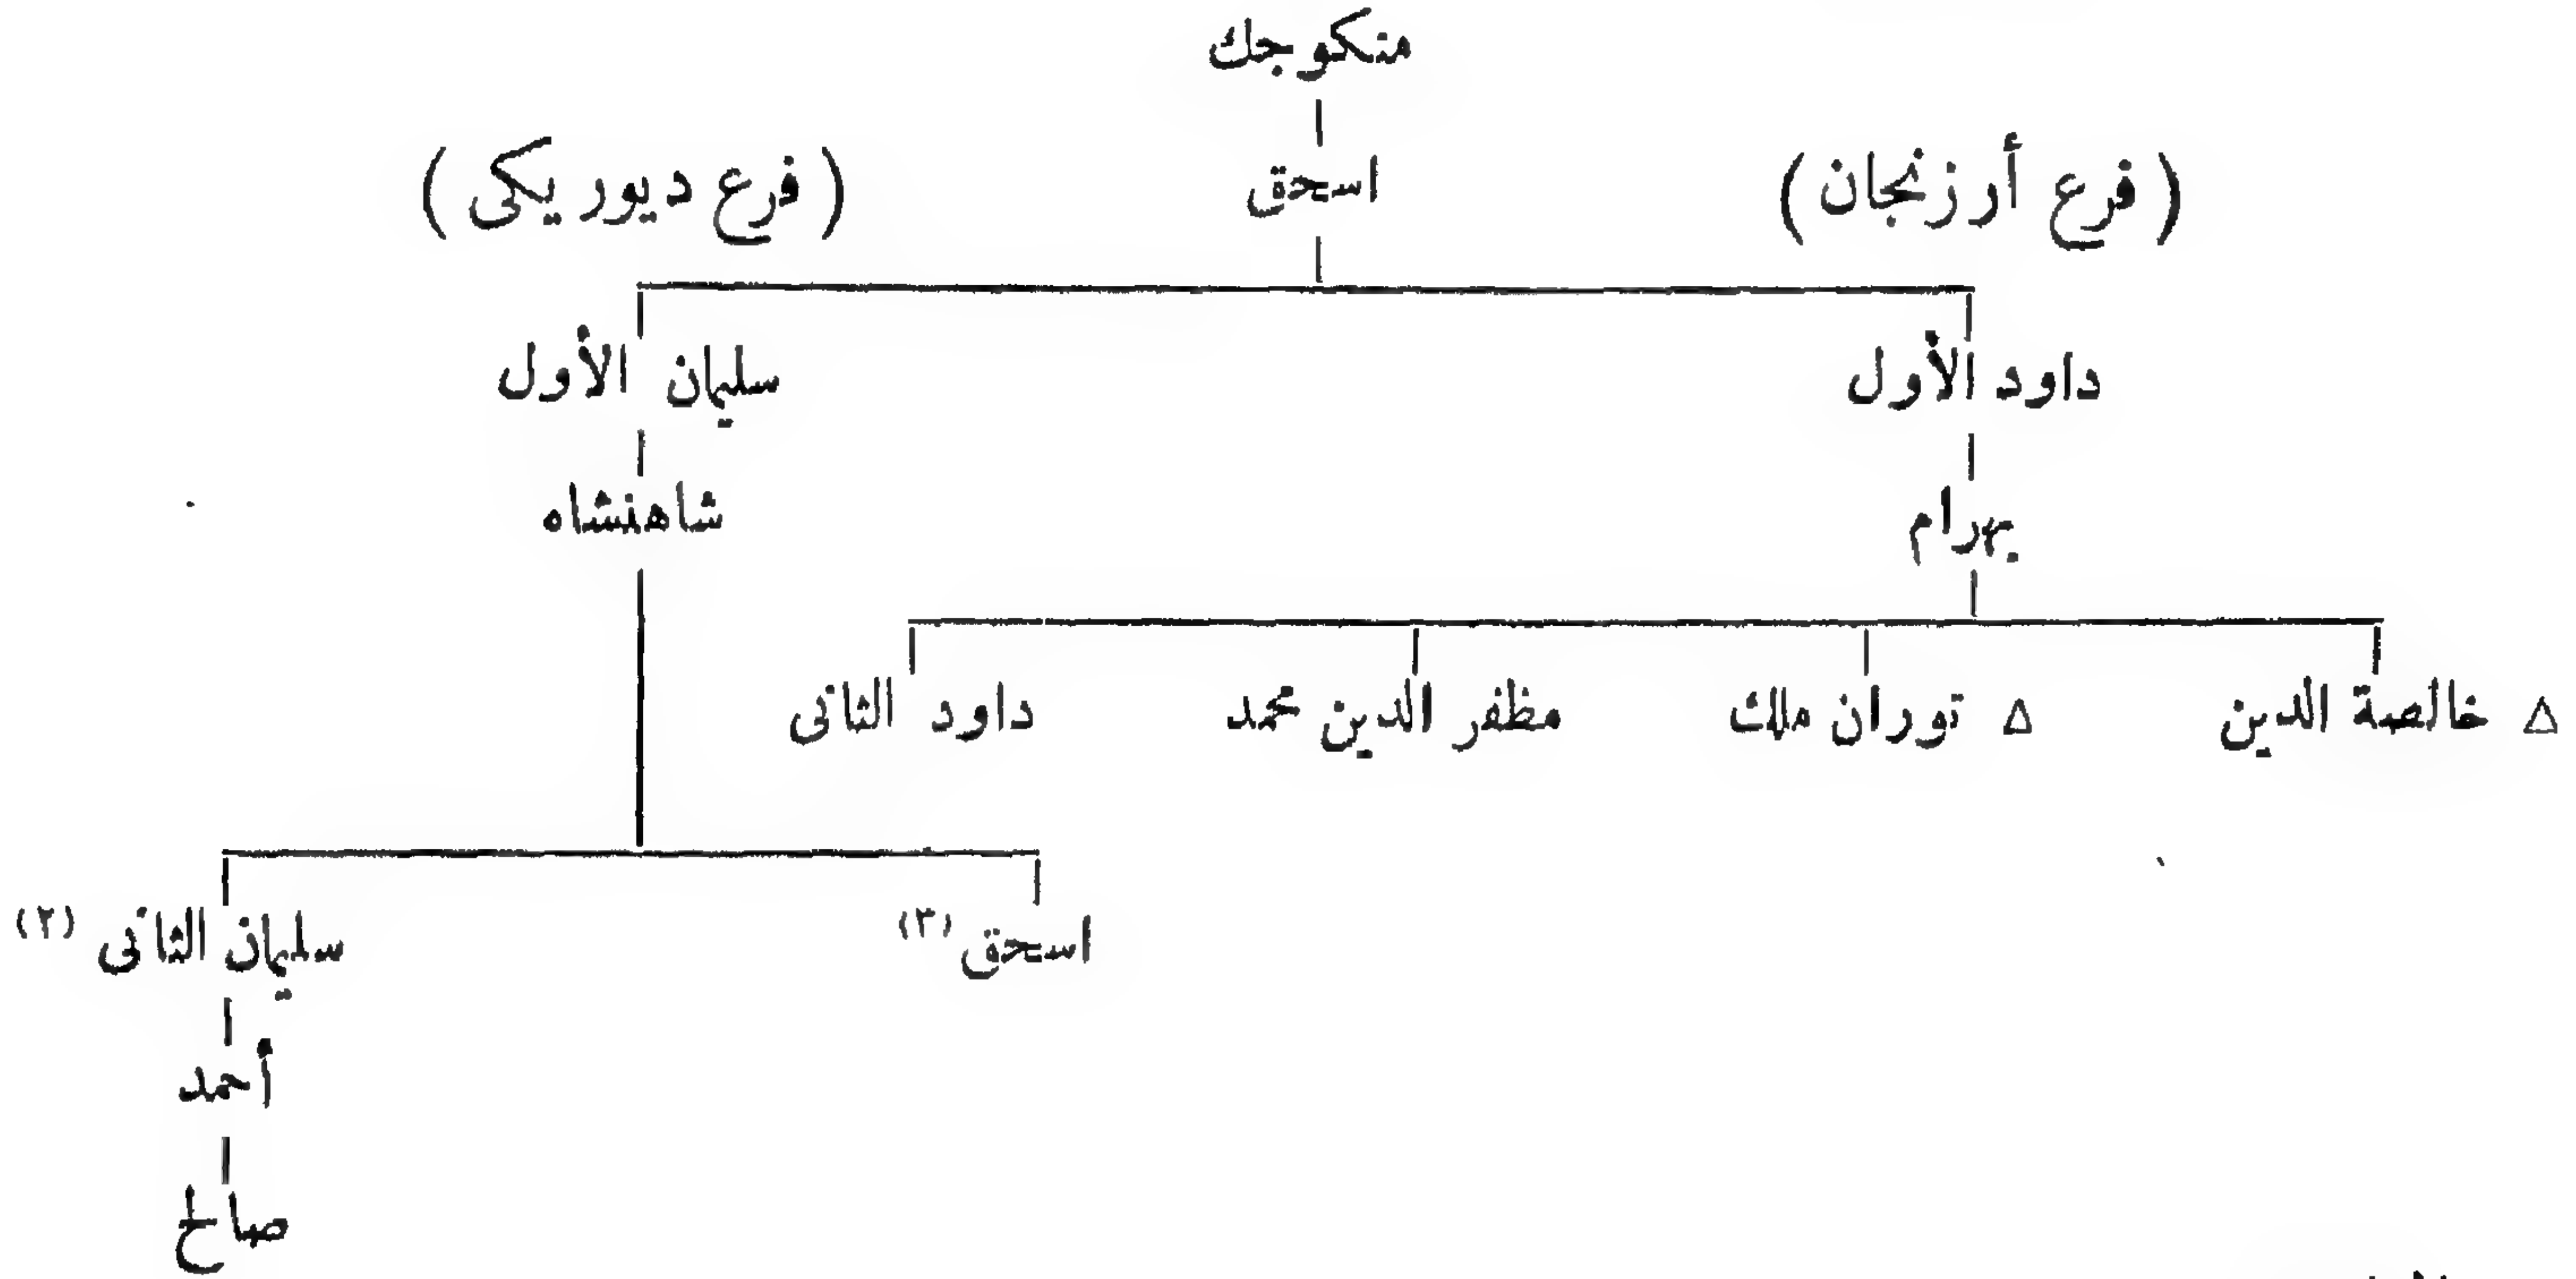 منكوجك
اسحق
( فرع أرزنجان ) ( فرع ديوريكى )
داود الأول سليمان الأول
بهرام شاهنشاه
△ خالصة الدين △ توران ملك مظفر الدين محمد داود الثانى
اسحق (٣) سليمان الثانى (٢)
أحمد
صالح